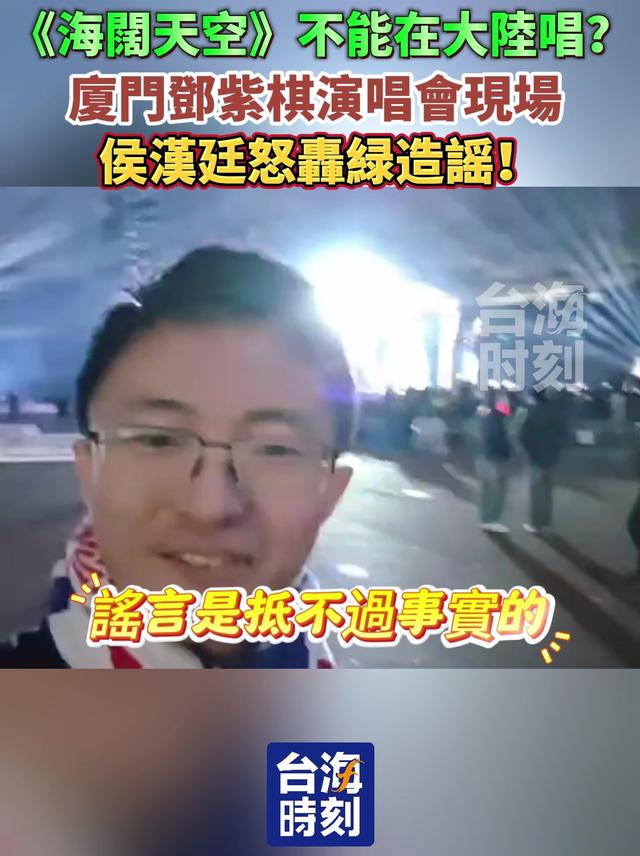 《海闊天空》不能在大陸唱?
廈門鄧紫棋演唱會現場
侯漢廷怒轟綠造謠!
台海
时刻
謠言是抵不過事實的
台海
時刻